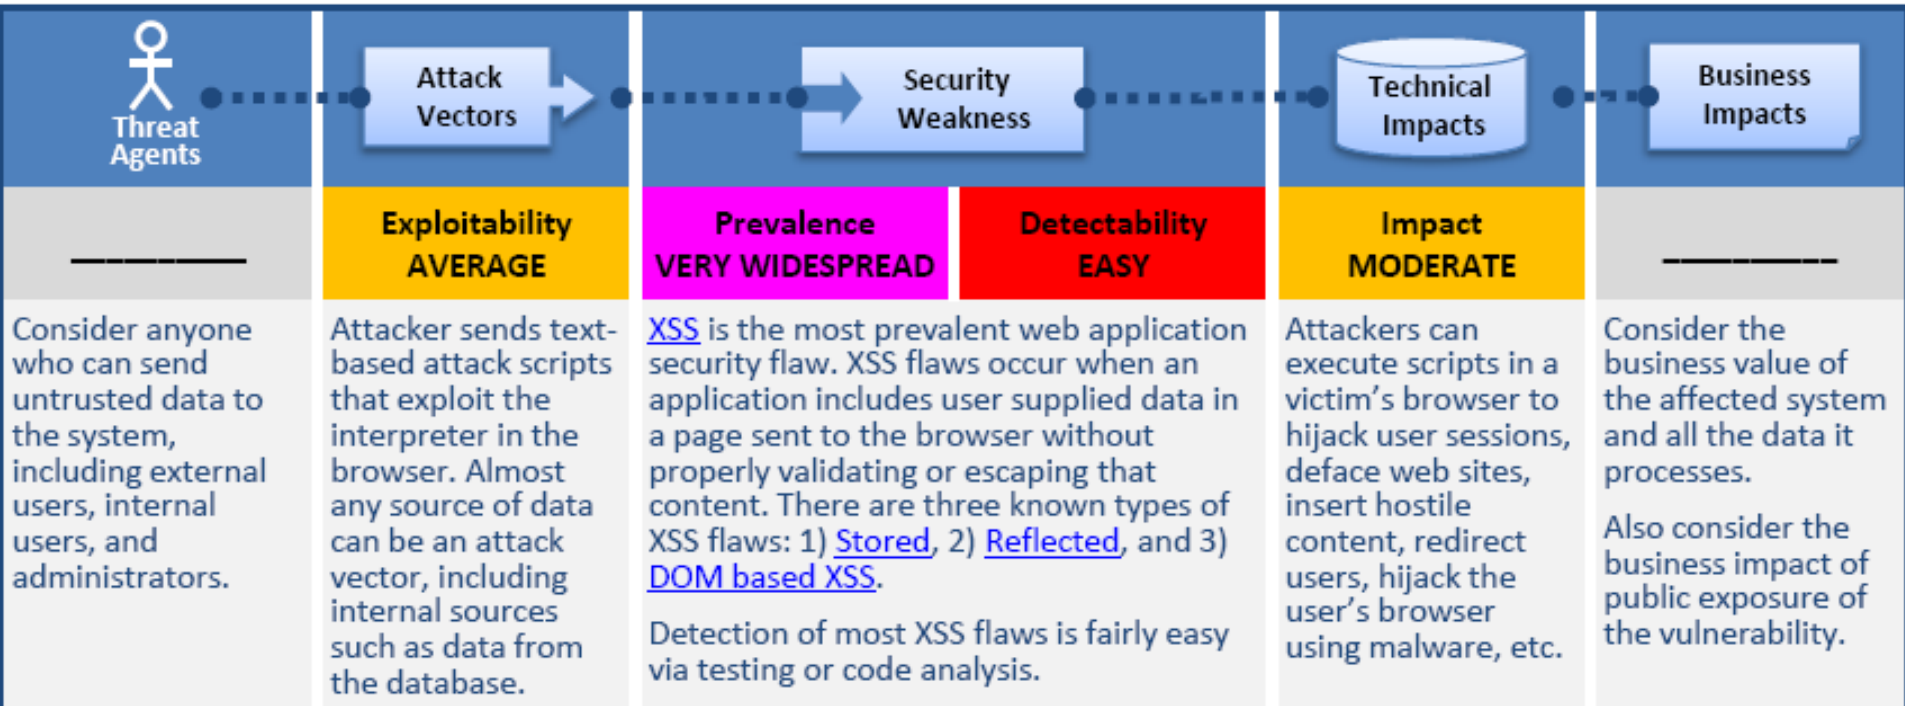 Threat
Agents
Attack
Vectors
Security
Weakness
Technical
Impacts
Business
Impacts
Exploitability
AVERAGE
Prevalence
VERY WIDESPREAD
Detectability
EASY
Impact
MODERATE
Consider anyone
who can send
untrusted data to
the system,
including external
users, internal
users, and
administrators.
Attacker sends text-
based attack scripts
that exploit the
interpreter in the
browser. Almost
any source of data
can be an attack
vector, including
internal sources
such as data from
the database.
XSS is the most prevalent web application
security flaw. XSS flaws occur when an
application includes user supplied data in
a page sent to the browser without
properly validating or escaping that
content. There are three known types of
XSS flaws: 1) Stored, 2) Reflected, and 3)
DOM based XSS.
Detection of most XSS flaws is fairly easy
via testing or code analysis.
Attackers can
execute scripts in a
victim’s browser to
hijack user sessions,
deface web sites,
insert hostile
content, redirect
users, hijack the
user’s browser
using malware, etc.
Consider the
business value of
the affected system
and all the data it
processes.
Also consider the
business impact of
public exposure of
the vulnerability.